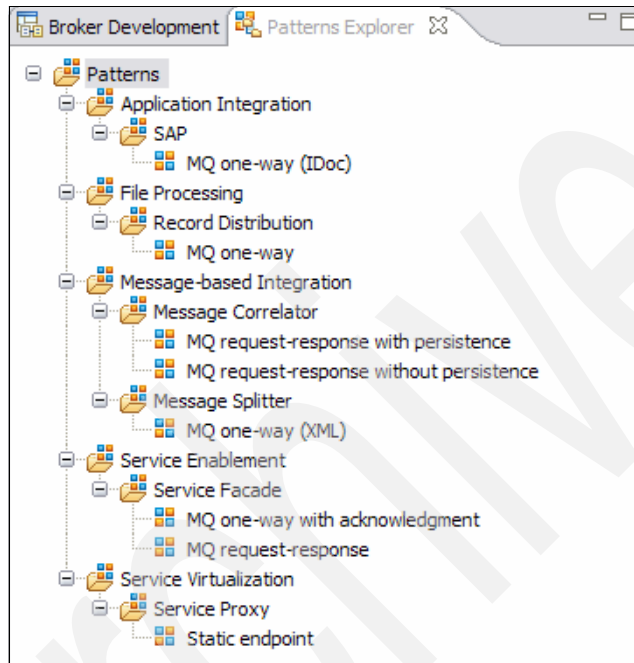 Broker Development Patterns Explorer
Patterns
Application Integration
SAP
MQ one-way (IDoc)
File Processing
Record Distribution
MQ one-way
Message-based Integration
Message Correlator
MQ request-response with persistence
MQ request-response without persistence
Message Splitter
MQ one-way (XML)
Service Enablement
Service Facade
MQ one-way with acknowledgment
MQ request-response
Service Virtualization
Service Proxy
Static endpoint